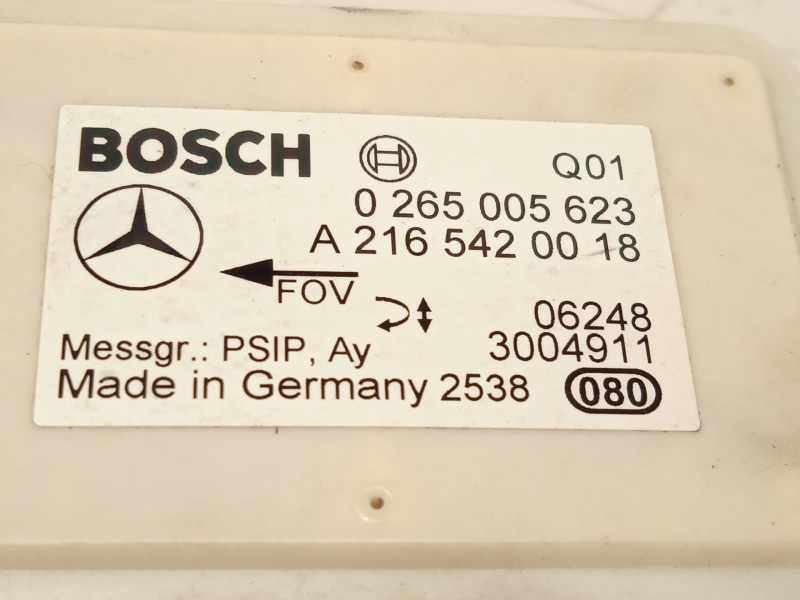 BOSCH Q01
0 265 005 623
A 216 542 00 18
FOV
06248
Messgr.: PSIP, Ay 3004911
Made in Germany 2538 080